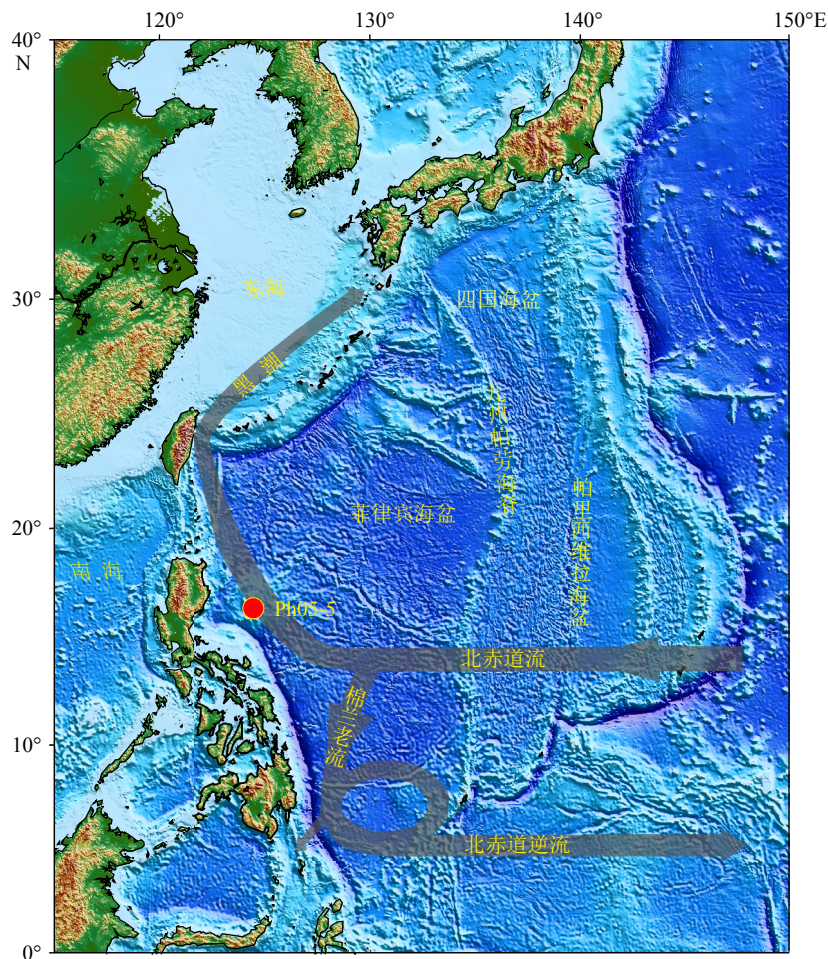 120°
130°
140°
150°E
40°
N
30°
20°
10°
0°
东海
四国海盆
黑潮
九州帕劳海脊
帕里西维拉海盆
菲律宾海盆
南海
Ph05-5
北赤道流
棉兰老流
北赤道逆流